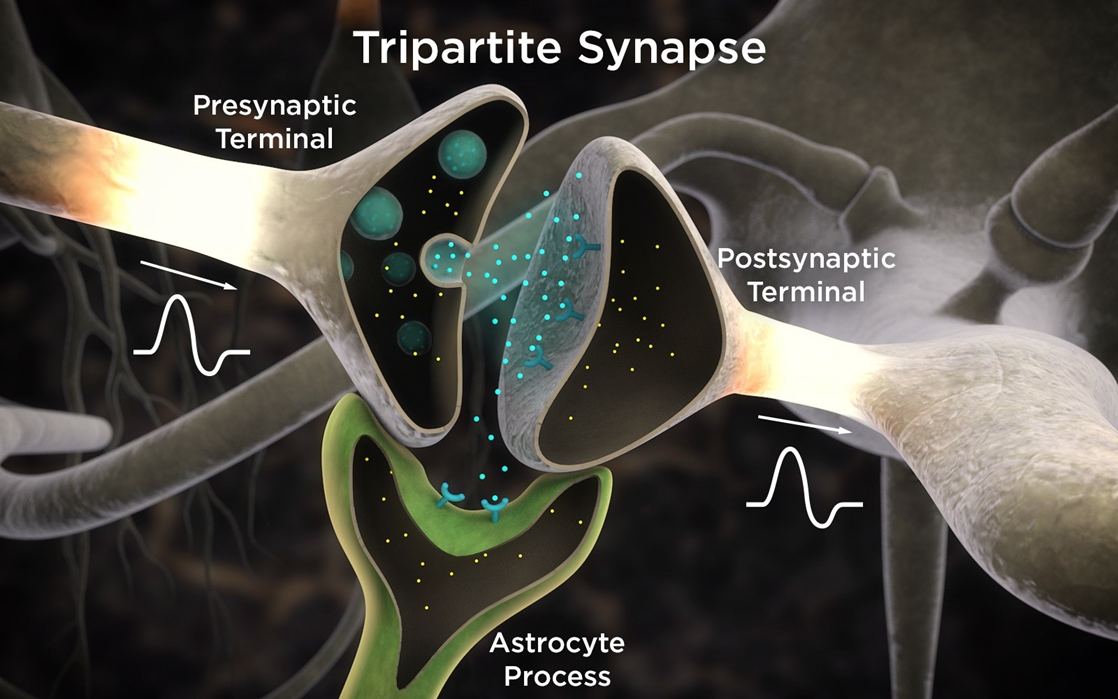 Tripartite Synapse
Presynaptic
Terminal
Postsynaptic
Terminal
Astrocyte
Process